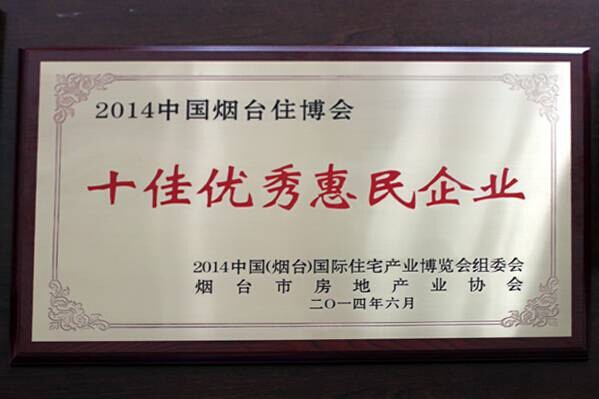 2014中国烟台住博会
十佳优秀惠民企业
2014中国(烟台)国际住宅产业博览会组委会
烟台市房地产业协会
二〇一四年六月